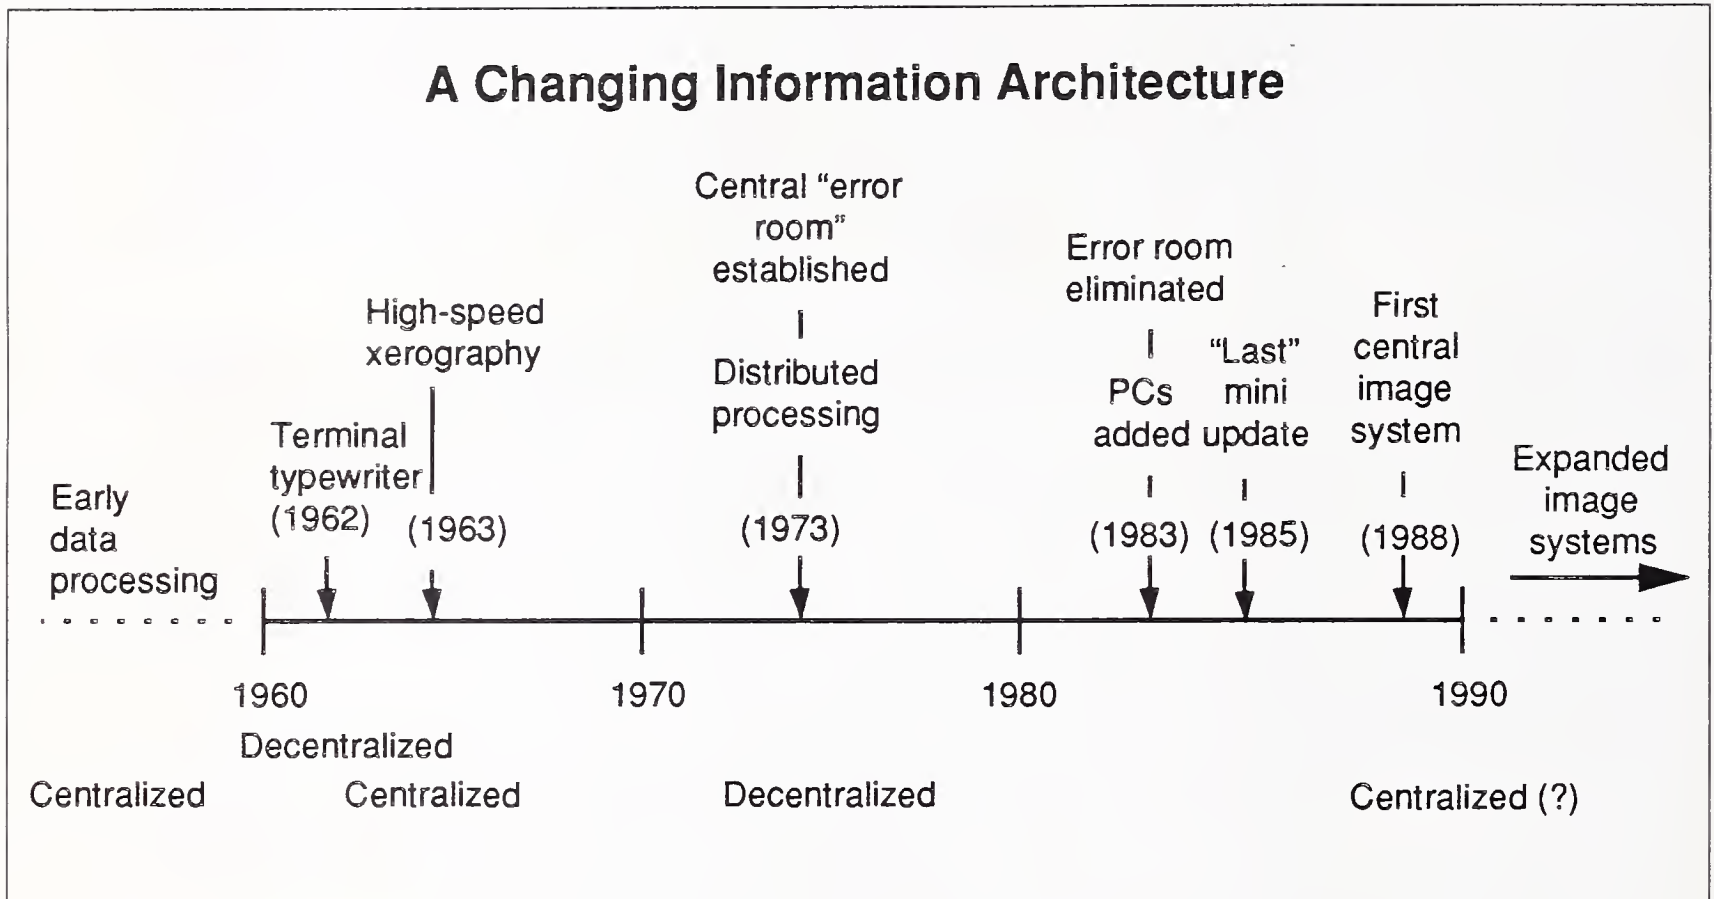 A Changing Information Architecture
Early
data
processing
Terminal
typewriter
(1962)
High-speed
xerography
(1963)
Central “error
room”
established
Distributed
processing
(1973)
Error room
eliminated
PCs
added
(1983)
“Last”
mini
update
(1985)
First
central
image
system
(1988)
Expanded
image
systems
1960
1970
1980
1990
Decentralized
Centralized
Centralized
Decentralized
Centralized (?)